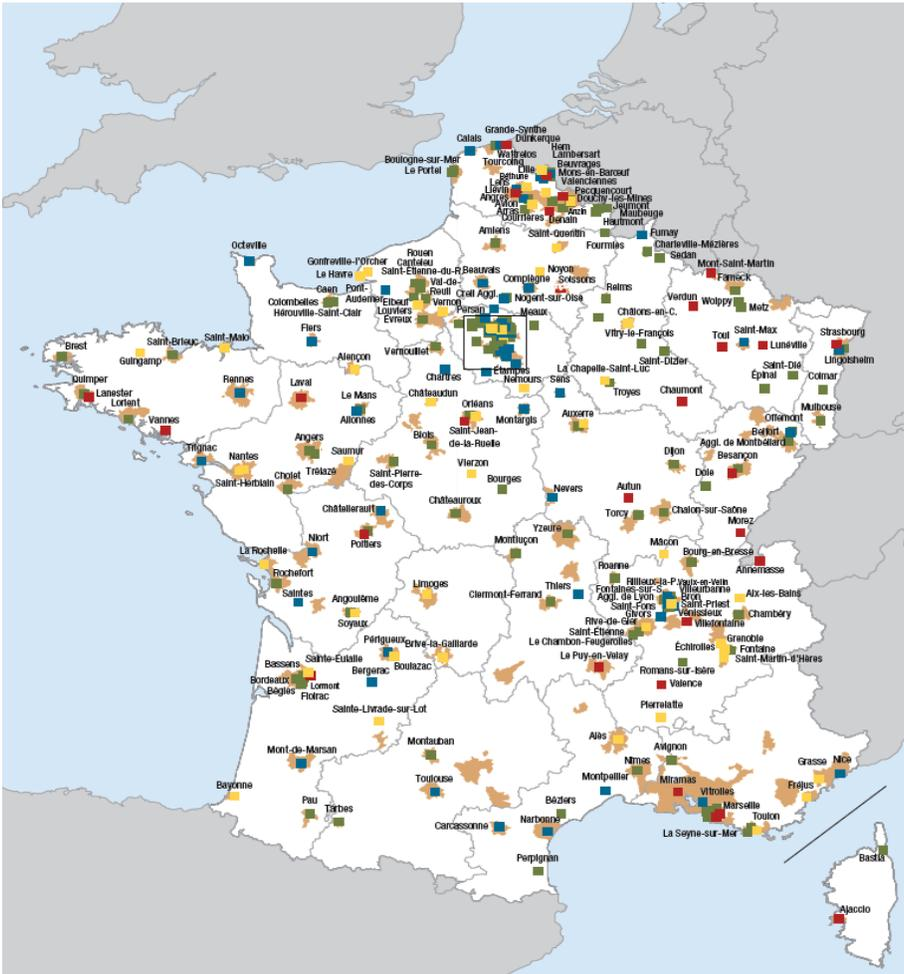 Grande-Synthe
Calais
Dunkerque
Hem
Wattrelos
Lambersart
Boulogne-sur-Mer
Tourcoing
Beuvrages
Le Portel
Lille
Mons-en-Barœuf
Béthune
Valenciennes
Lens
Pecquencourt
Liévin
Douchy-les-Mines
Angres
Jeumont
Avion
Anzin
Maubeuge
Arras
Courrières
Denain
Hautmont
Amiens
Saint-Quentin
Fourmies
Fumay
Charleville-Mézières
Sedan
Octeville
Rouen
Gonfreville-l'Orcher
Canteleu
Mont-Saint-Martin
Le Havre
Saint-Étienne-du-R.
Beauvais
Noyon
Soissons
Fameck
Caen
Pont-
Audemer
Val-de-
Reuil
Compiègne
Reims
Colombelles
Elbeuf
Creil Aggl.
Nogent-sur-Oise
Verdun
Woippy
Metz
Hérouville-Saint-Clair
Louviers
Vernon
Persan
Meaux
Châlons-en-C.
Évreux
Flers
Vitry-le-François
Toul
Saint-Max
Strasbourg
Brest
Saint-Brieuc
Saint-Malo
Lunéville
Lingolsheim
Guingamp
Alençon
Vernouillet
Saint-Dizier
Saint-Dié
Étampes
La Chapelle-Saint-Luc
Épinal
Colmar
Quimper
Chartres
Nemours
Sens
Lanester
Rennes
Laval
Le Mans
Châteaudun
Troyes
Chaumont
Lorient
Allonnes
Orléans
Montargis
Auxerre
Mulhouse
Vannes
Saint-Jean-
de-la-Ruelle
Offemont
Belfort
Angers
Blois
Aggl. de Montbéliard
Trignac
Nantes
Saumur
Dijon
Besançon
Saint-Herblain
Cholet
Trélazé
Saint-Pierre-
des-Corps
Vierzon
Bourges
Dole
Châteauroux
Nevers
Autun
Châtellerault
Torcy
Chalon-sur-Saône
Niort
Poitiers
Yzeure
Morez
Montluçon
Mâcon
La Rochelle
Bourg-en-Bresse
Annemasse
Rochefort
Roanne
Limoges
Thiers
Rillieux-la-P.
Vaulx-en-Velin
Saintes
Clermont-Ferrand
Fontaines-sur-S.
Villeurbanne
Aix-les-Bains
Angoulême
Aggl. de Lyon
Bron
Saint-Fons
Saint-Priest
Soyaux
Givors
Vénissieux
Chambéry
Rive-de-Gier
Villefontaine
Saint-Étienne
Périgueux
Brive-la-Gaillarde
Le Chambon-Feugerolles
Échirolles
Grenoble
Fontaine
Sainte-Eulalie
Boulazac
Le Puy-en-Velay
Saint-Martin-d'Hères
Bassens
Bergerac
Romans-sur-Isère
Bordeaux
Lormont
Valence
Bègles
Floirac
Sainte-Livrade-sur-Lot
Pierrelatte
Montauban
Alès
Avignon
Mont-de-Marsan
Nîmes
Grasse
Nice
Toulouse
Montpellier
Miramas
Bayonne
Vitrolles
Fréjus
Pau
Tarbes
Béziers
Marseille
Carcassonne
Narbonne
Toulon
La Seyne-sur-Mer
Perpignan
Bastia
Ajaccio